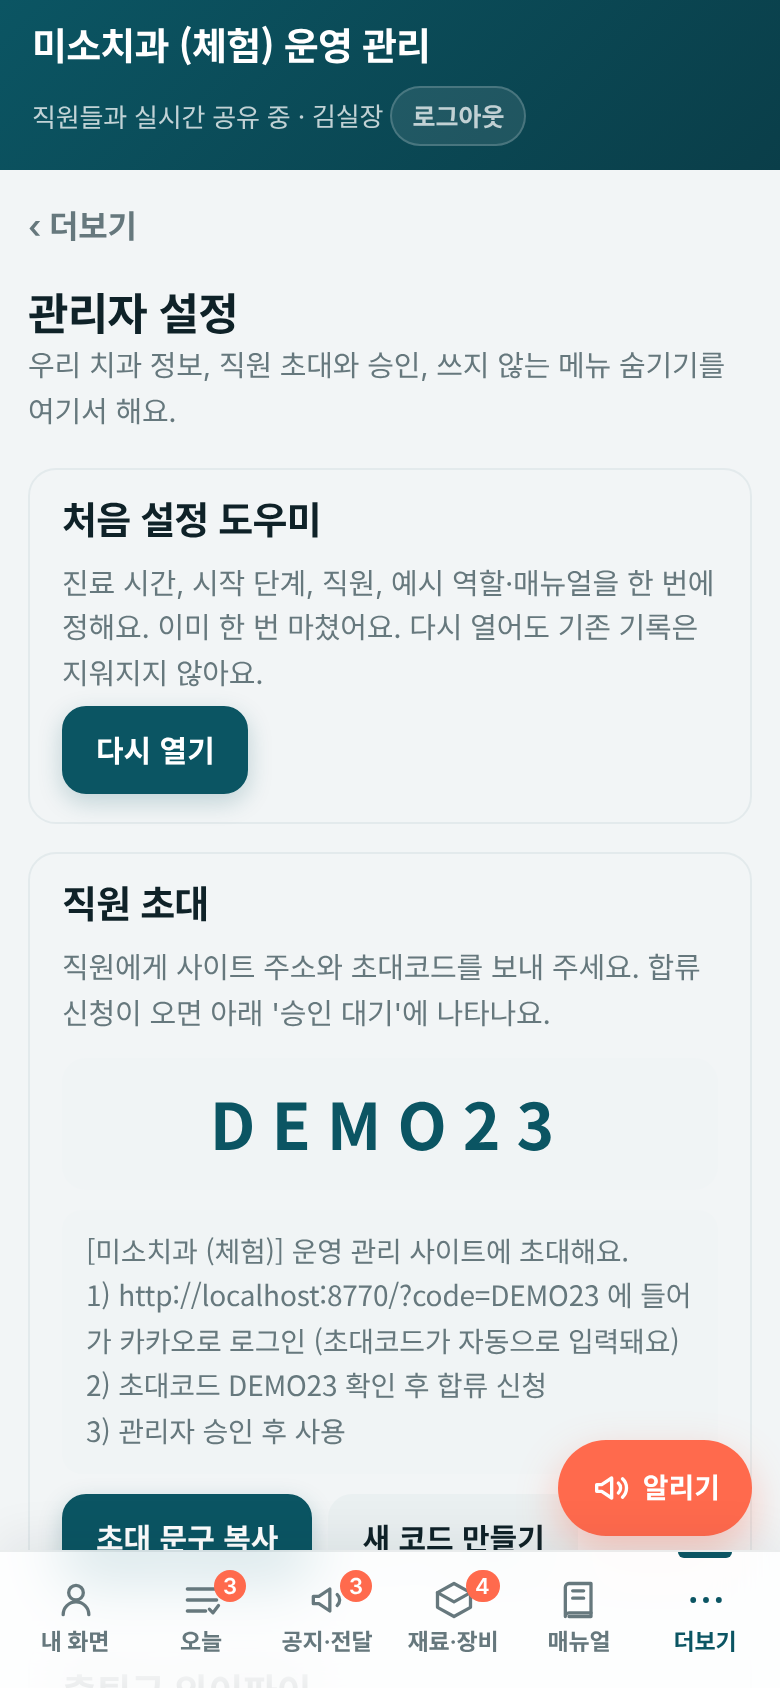 미소치과 (체험) 운영 관리
직원들과 실시간 공유 중 · 김실장 로그아웃
‹ 더보기
관리자 설정
우리 치과 정보, 직원 초대와 승인, 쓰지 않는 메뉴 숨기기를
여기서 해요.
처음 설정 도우미
진료 시간, 시작 단계, 직원, 예시 역할·매뉴얼을 한 번에
정해요. 이미 한 번 마쳤어요. 다시 열어도 기존 기록은
지워지지 않아요.
다시 열기
직원 초대
직원에게 사이트 주소와 초대코드를 보내 주세요. 합류
신청이 오면 아래 '승인 대기'에 나타나요.
DEMO23
[미소치과 (체험)] 운영 관리 사이트에 초대해요.
1) http://localhost:8770/?code=DEMO23 에 들어
가 카카오로 로그인 (초대코드가 자동으로 입력돼요)
2) 초대코드 DEMO23 확인 후 합류 신청
3) 관리자 승인 후 사용
알리기
초대 문구 복사 새 코드 만들기
3 3 4
내 화면 오늘 공지·전달 재료·장비 매뉴얼 더보기